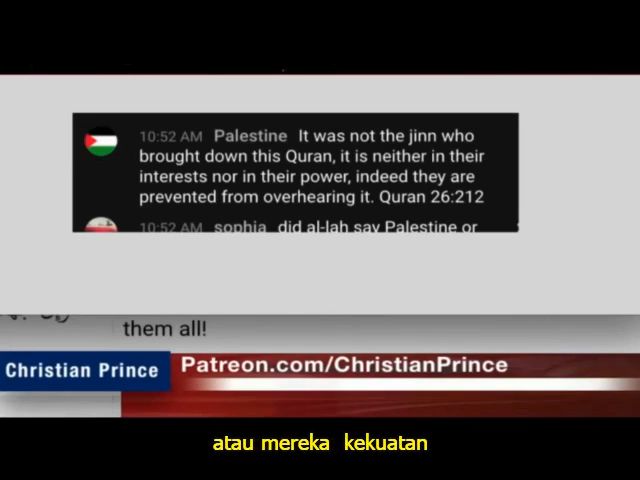 10:52 AM Palestine It was not the jinn who
brought down this Quran, it is neither in their
interests nor in their power, indeed they are
prevented from overhearing it. Quran 26:212
10:52 AM sophia did al-lah say Palestine or
them all!
Christian Prince
Patreon.com/ChristianPrince
atau mereka kekuatan